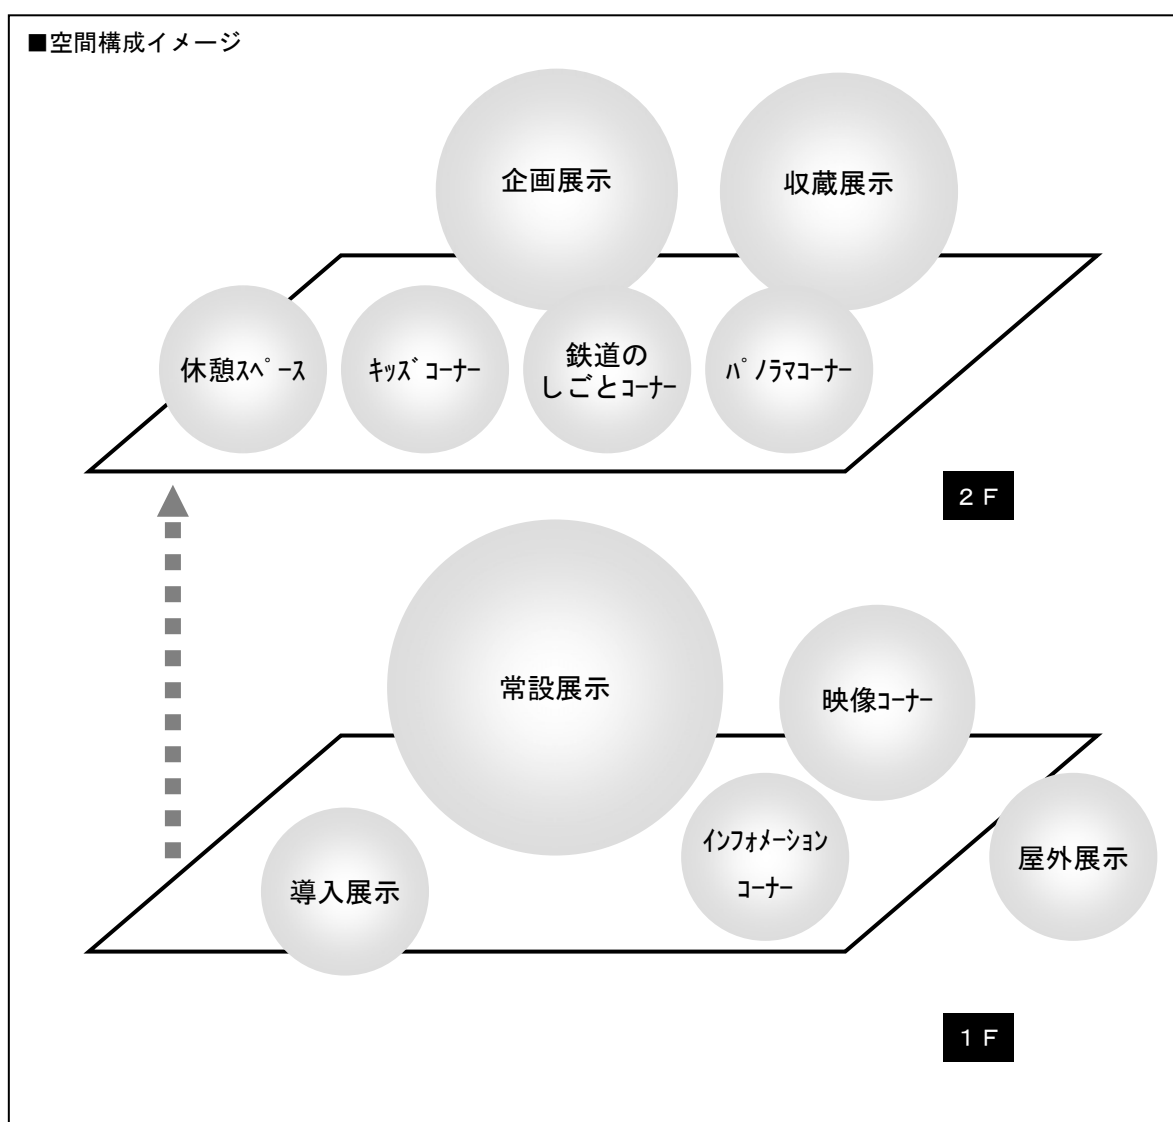 ■空間構成イメージ
企画展示
収蔵展示
休憩ｽﾍﾟｰｽ
ｷｯｽﾞｺｰﾅｰ
鉄道の
しごとｺｰﾅｰ
ﾊﾟﾉﾗﾏｺｰﾅｰ
２Ｆ
常設展示
映像ｺｰﾅｰ
ｲﾝﾌｫﾒｰｼｮﾝ
ｺｰﾅｰ
屋外展示
導入展示
１Ｆ